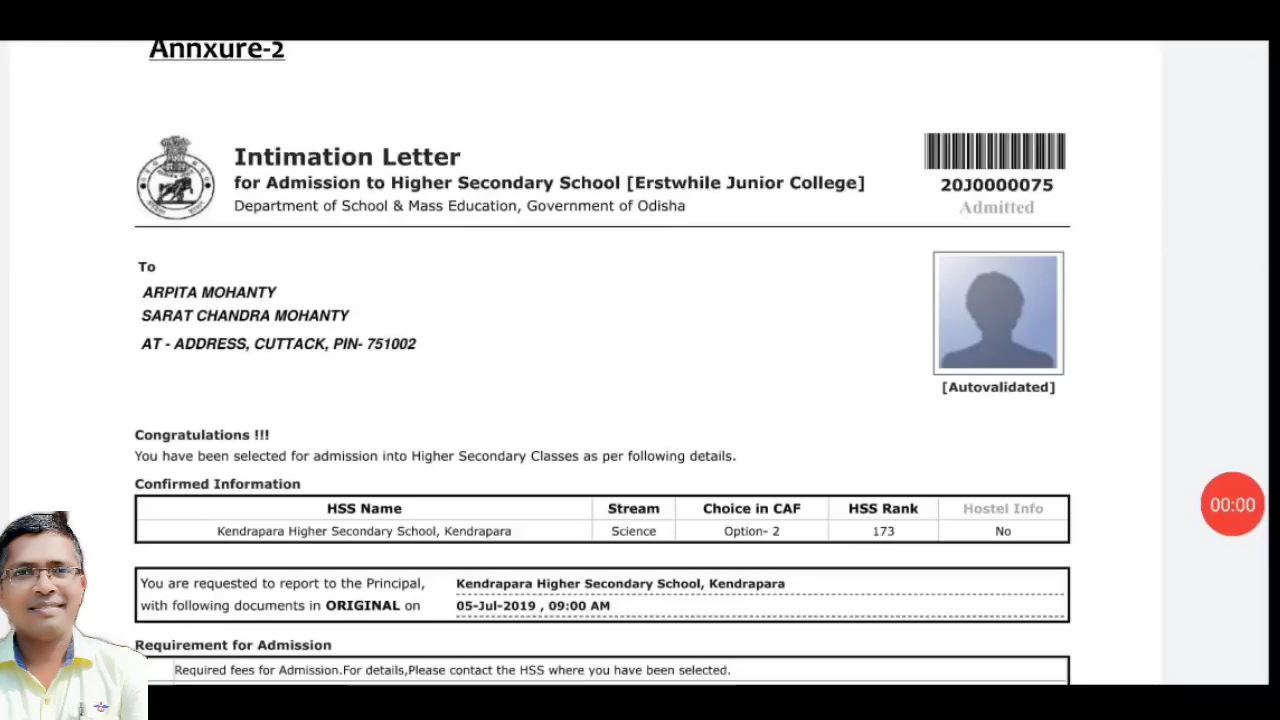 Annxure-2
Intimation Letter
for Admission to Higher Secondary School [Erstwhile Junior College]
Department of School & Mass Education, Government of Odisha
20J0000075
Admitted
To
ARPITA MOHANTY
SARAT CHANDRA MOHANTY
AT - ADDRESS, CUTTACK, PIN- 751002
[Autovalidated]
Congratulations !!!
You have been selected for admission into Higher Secondary Classes as per following details.
Confirmed Information
HSS Name Stream Choice in CAF HSS Rank Hostel Info
Kendrapara Higher Secondary School, Kendrapara Science Option- 2 173 No
You are requested to report to the Principal, Kendrapara Higher Secondary School, Kendrapara
with following documents in ORIGINAL on 05-Jul-2019 , 09:00 AM
Requirement for Admission
Required fees for Admission.For details,Please contact the HSS where you have been selected.
00:00